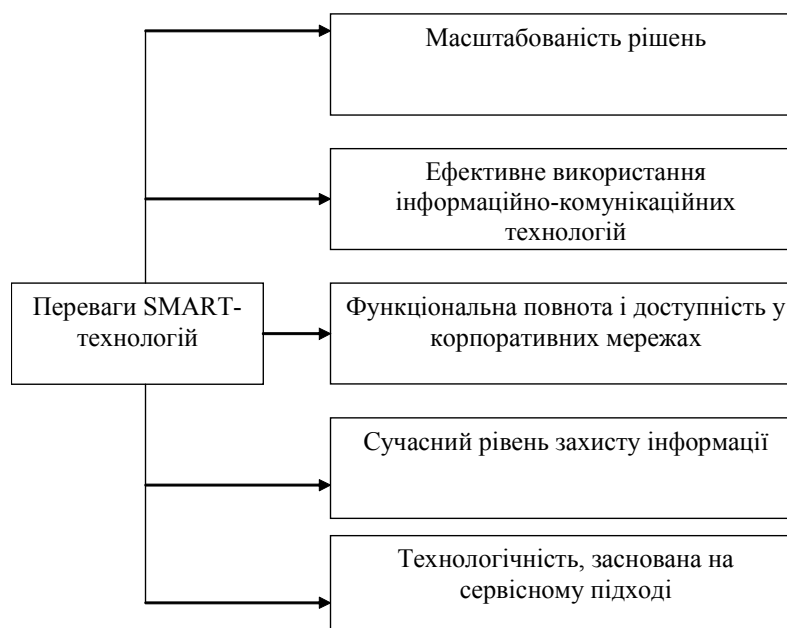 Масштабованість рішень
Ефективне використання
інформаційно-комунікаційних
технологій
Переваги SMART-
технологій
Функціональна повнота і доступність у
корпоративних мережах
Сучасний рівень захисту інформації
Технологічність, заснована на
сервісному підході